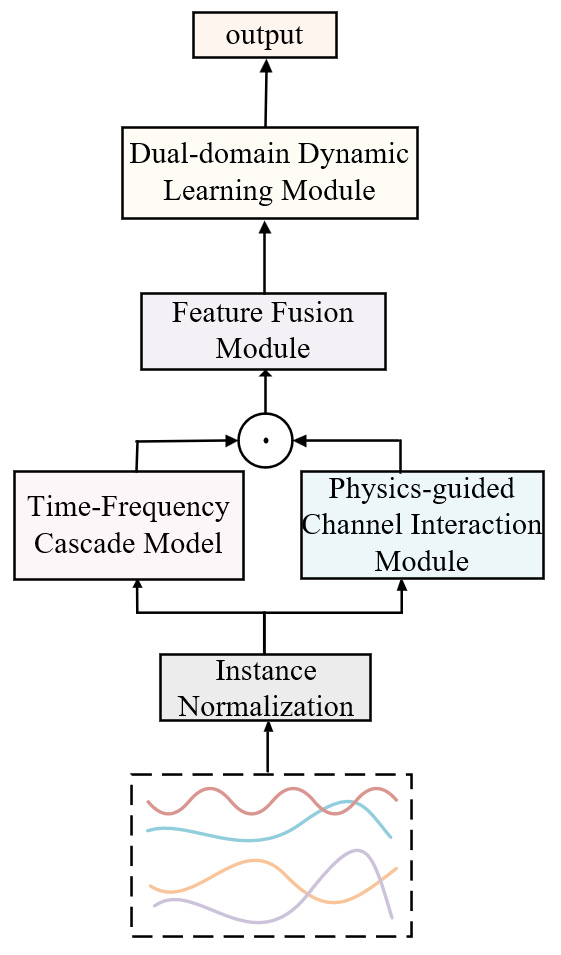 output
Dual-domain Dynamic
Learning Module
Feature Fusion
Module
Time-Frequency
Cascade Model
Physics-guided
Channel Interaction
Module
Instance
Normalization